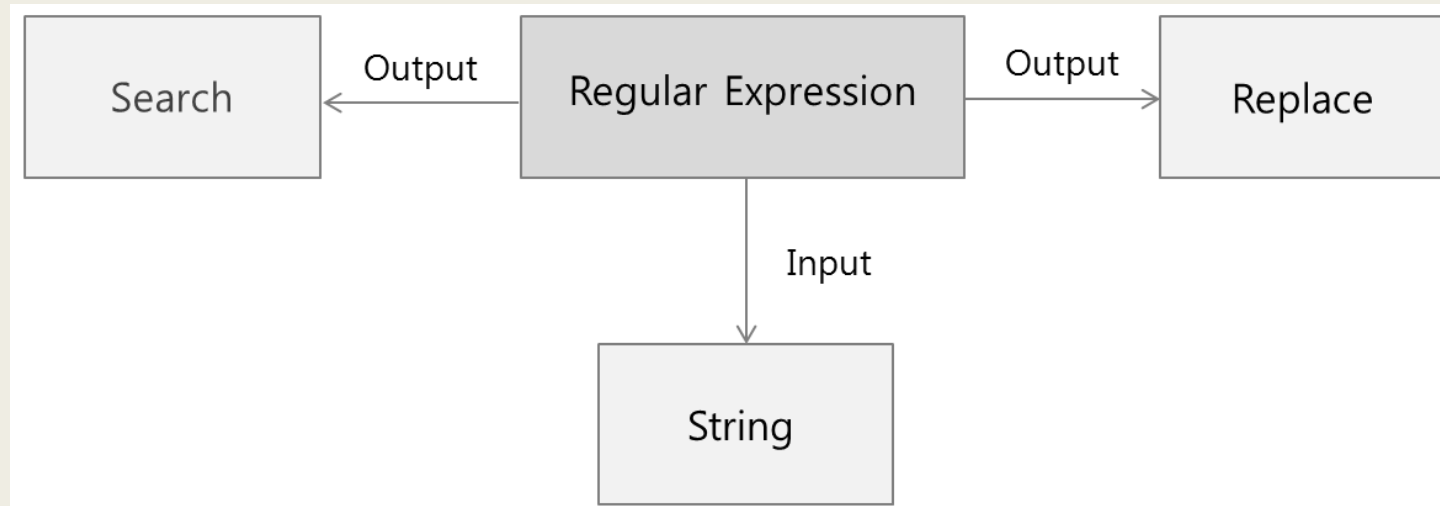 Search
Output
Regular Expression
Output
Replace
Input
String